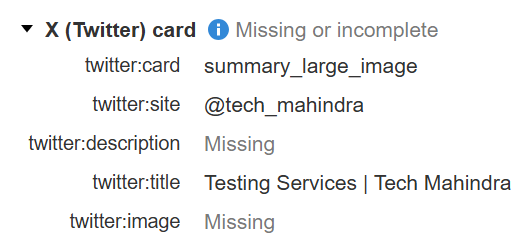 X (Twitter) card Missing or incomplete
twitter:card summary_large_image
twitter:site @tech_mahindra
twitter:description Missing
twitter:title Testing Services | Tech Mahindra
twitter:image Missing